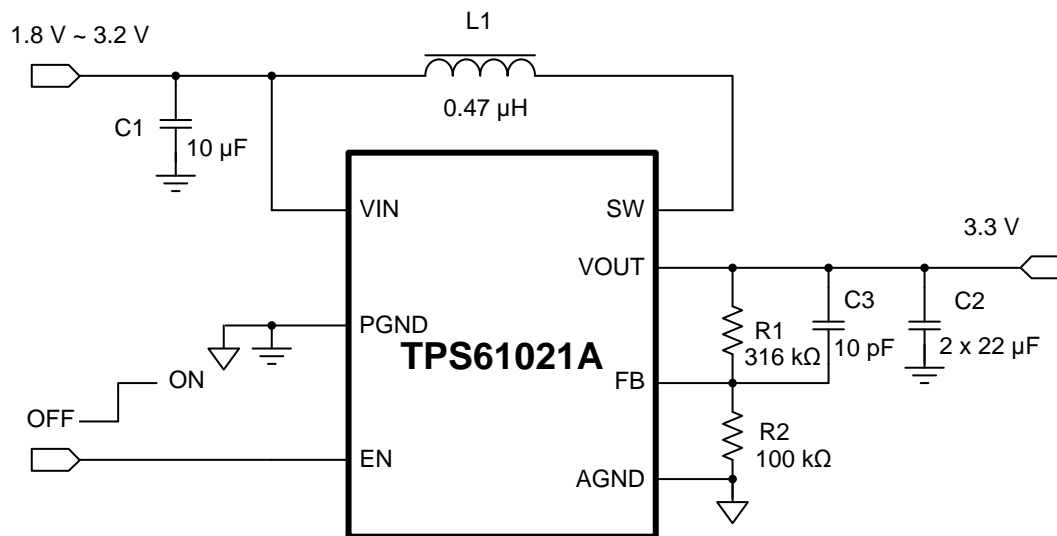 L1
1.8 V ~ 3.2 V
0.47 µH
C1
10 µF
VIN
SW
3.3 V
VOUT
C3
C2
PGND
R1
10 pF
2 x 22 µF
TPS61021A
316 kΩ
ON
FB
OFF
R2
EN
100 kΩ
AGND